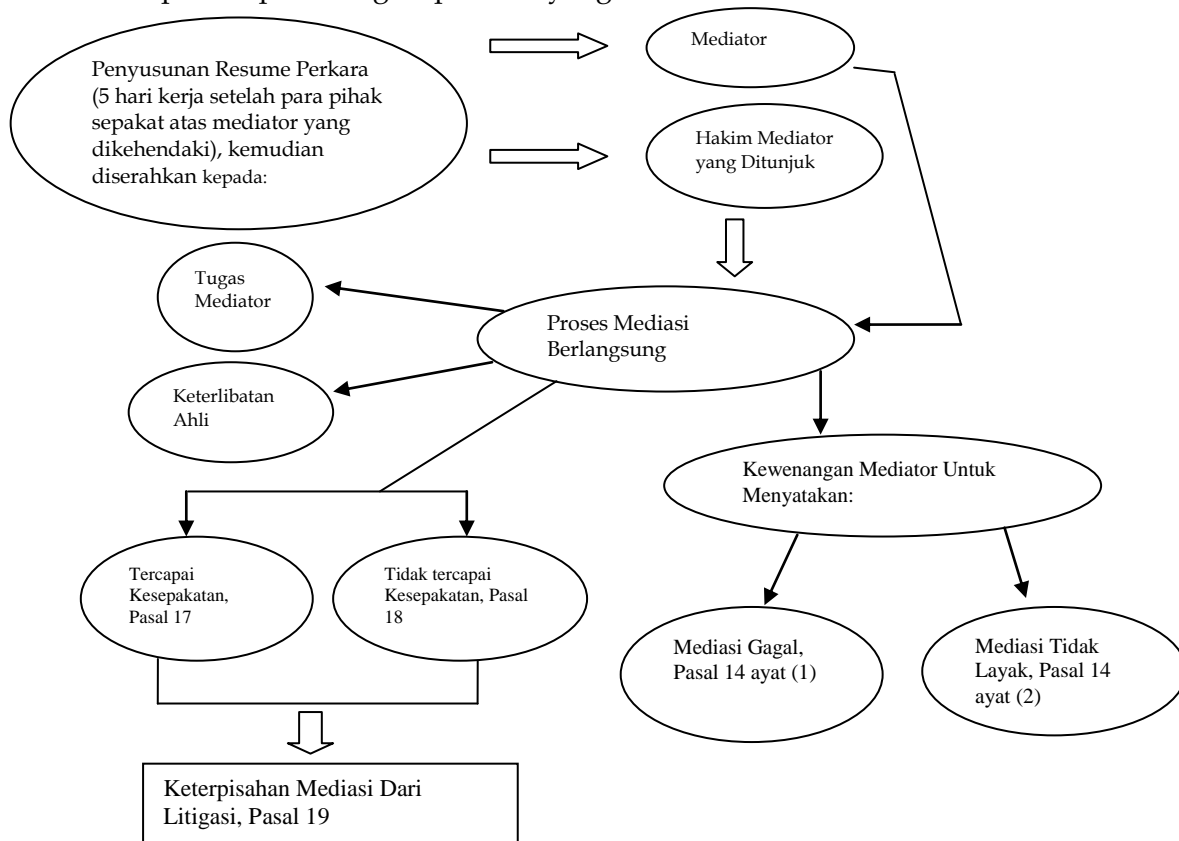 Penyusunan Resume Perkara
(5 hari kerja setelah para pihak
sepakat atas mediator yang
dikehendaki), kemudian
diserahkan kepada:
Mediator
Hakim Mediator
yang Ditunjuk
Tugas
Mediator
Proses Mediasi
Berlangsung
Keterlibatan
Ahli
Kewenangan Mediator Untuk
Menyatakan:
Tercapai
Kesepakatan,
Pasal 17
Tidak tercapai
Kesepakatan, Pasal
18
Mediasi Gagal,
Pasal 14 ayat (1)
Mediasi Tidak
Layak, Pasal 14
ayat (2)
Keterpisahan Mediasi Dari
Litigasi, Pasal 19